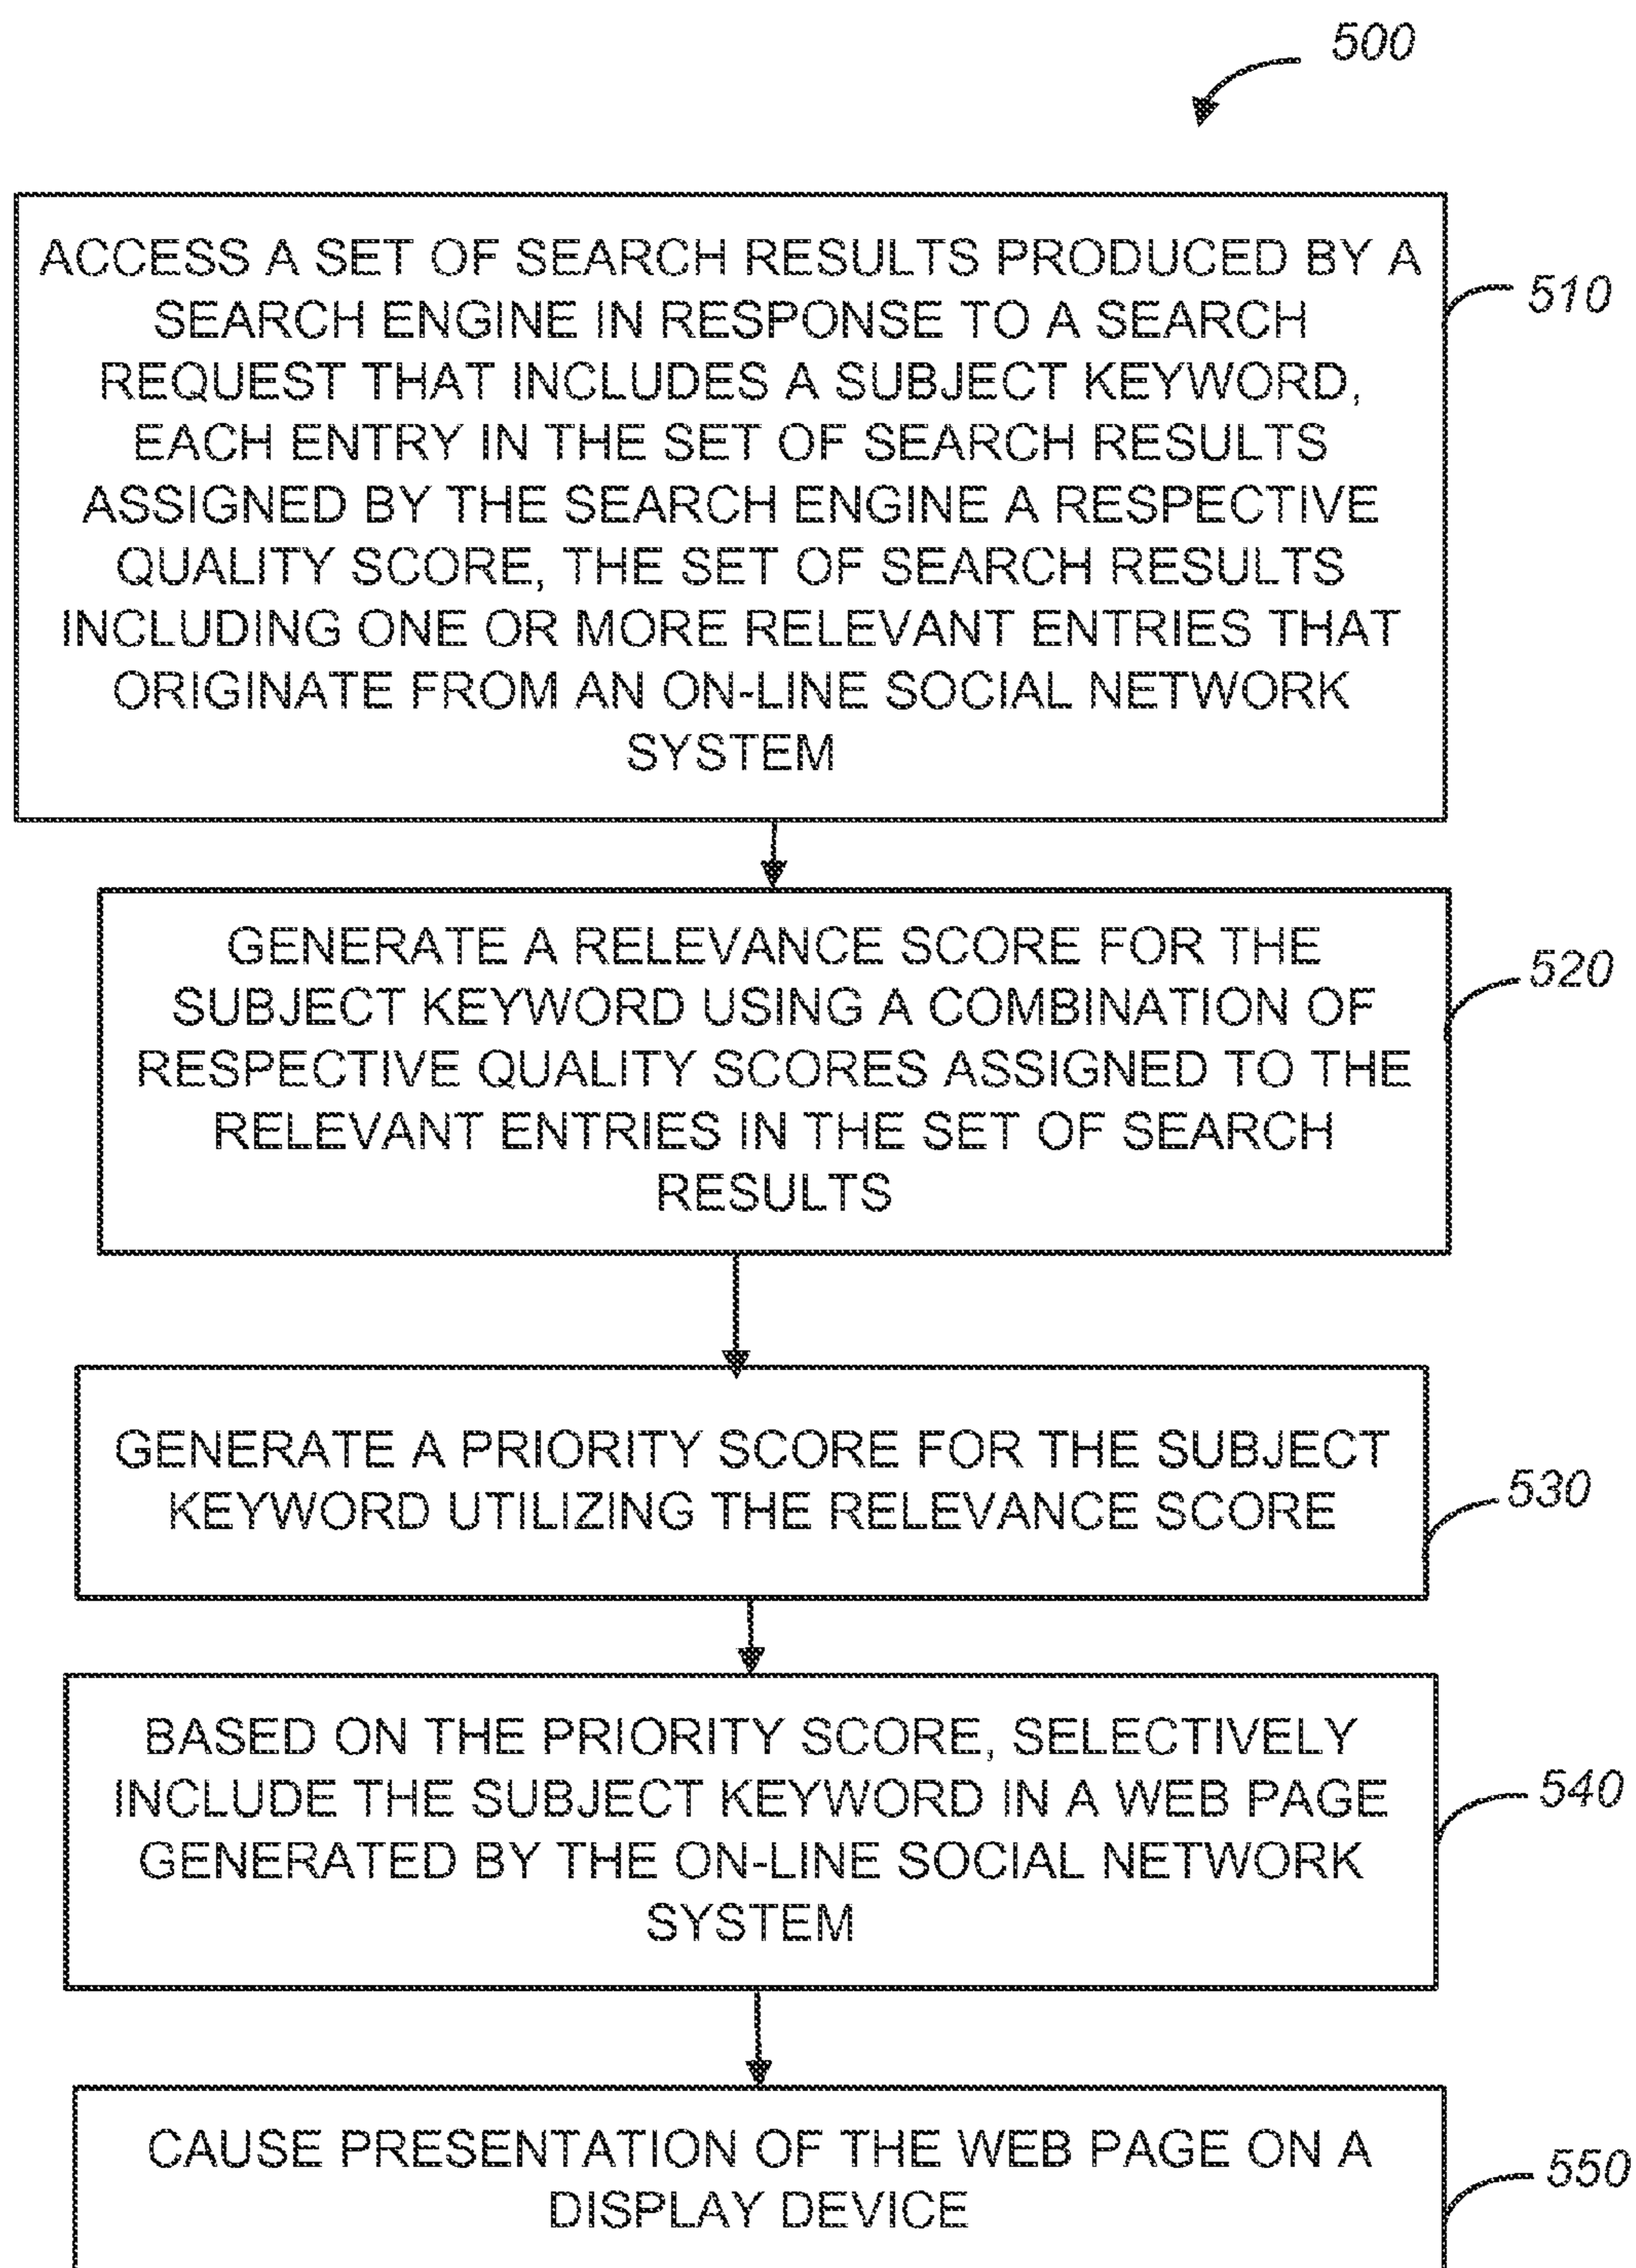 500
ACCESS A SET OF SEARCH RESULTS PRODUCED BY A
SEARCH ENGINE IN RESPONSE TO A SEARCH
REQUEST THAT INCLUDES A SUBJECT KEYWORD,
EACH ENTRY IN THE SET OF SEARCH RESULTS
ASSIGNED BY THE SEARCH ENGINE A RESPECTIVE
QUALITY SCORE, THE SET OF SEARCH RESULTS
INCLUDING ONE OR MORE RELEVANT ENTRIES THAT
ORIGINATE FROM AN ON-LINE SOCIAL NETWORK
SYSTEM
510
GENERATE A RELEVANCE SCORE FOR THE
SUBJECT KEYWORD USING A COMBINATION OF
RESPECTIVE QUALITY SCORES ASSIGNED TO THE
RELEVANT ENTRIES IN THE SET OF SEARCH
RESULTS
520
GENERATE A PRIORITY SCORE FOR THE SUBJECT
KEYWORD UTILIZING THE RELEVANCE SCORE
530
BASED ON THE PRIORITY SCORE, SELECTIVELY
INCLUDE THE SUBJECT KEYWORD IN A WEB PAGE
GENERATED BY THE ON-LINE SOCIAL NETWORK
SYSTEM
540
CAUSE PRESENTATION OF THE WEB PAGE ON A
DISPLAY DEVICE
550